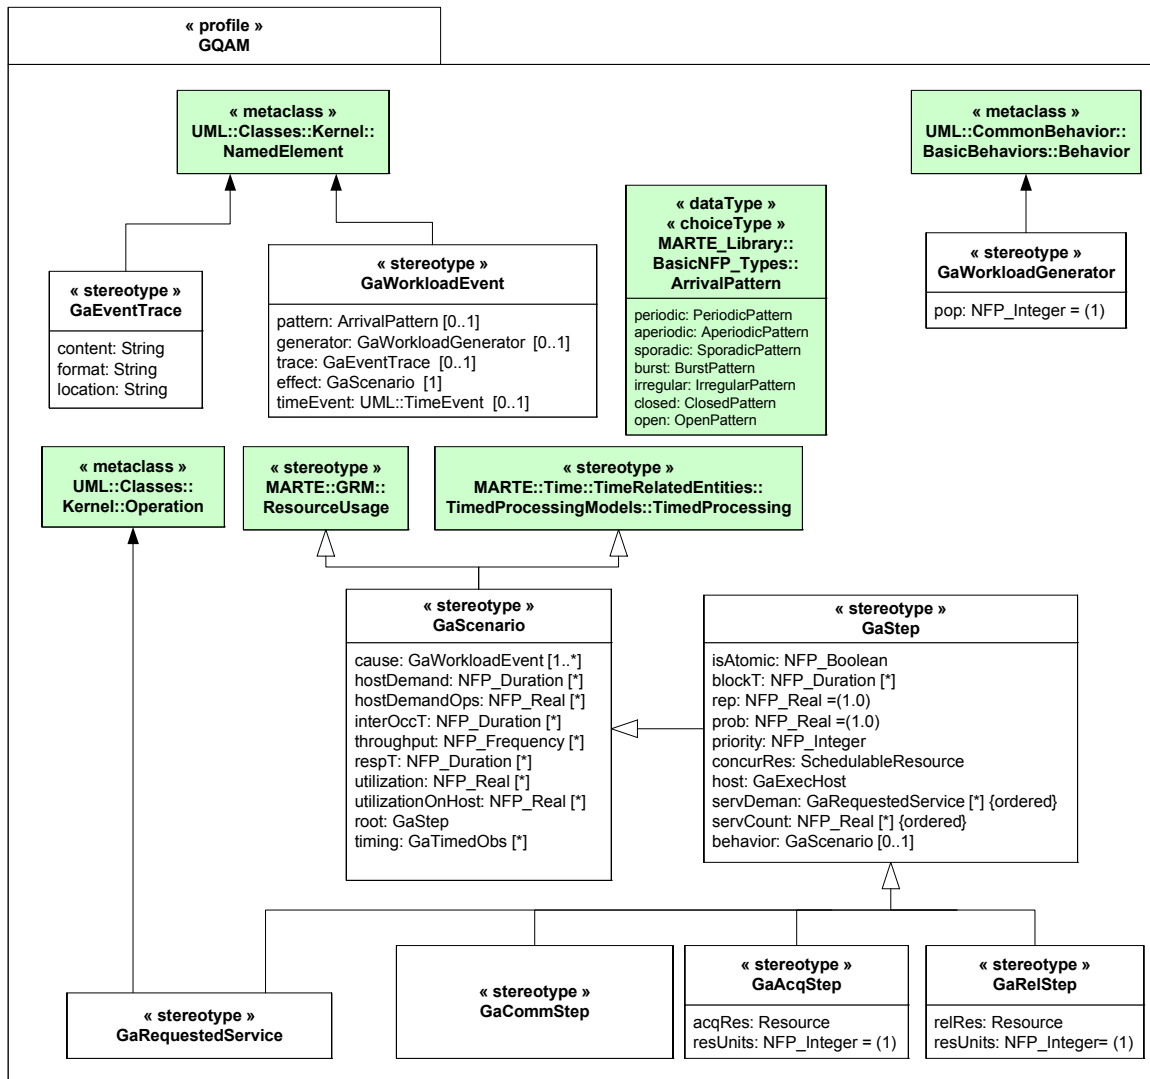 « profile »
GQAM
« metaclass »
UML::Classes::Kernel::
NamedElement
« metaclass »
UML::CommonBehavior::
BasicBehaviors::Behavior
« dataType »
« choiceType »
MARTE_Library::
BasicNFP_Types::
ArrivalPattern
periodic: PeriodicPattern
aperiodic: AperiodicPattern
sporadic: SporadicPattern
burst: BurstPattern
irregular: IrregularPattern
closed: ClosedPattern
open: OpenPattern
« stereotype »
GaWorkloadGenerator
pop: NFP_Integer = (1)
« stereotype »
GaWorkloadEvent
pattern: ArrivalPattern [0..1]
generator: GaWorkloadGenerator [0..1]
trace: GaEventTrace [0..1]
effect: GaScenario [1]
timeEvent: UML::TimeEvent [0..1]
« stereotype »
GaEventTrace
content: String
format: String
location: String
« metaclass »
UML::Classes::
Kernel::Operation
« stereotype »
MARTE::GRM::
ResourceUsage
« stereotype »
MARTE::Time::TimeRelatedEntities::
TimedProcessingModels::TimedProcessing
« stereotype »
GaScenario
cause: GaWorkloadEvent [1..*]
hostDemand: NFP_Duration [*]
hostDemandOps: NFP_Real [*]
interOccT: NFP_Duration [*]
throughput: NFP_Frequency [*]
respT: NFP_Duration [*]
utilization: NFP_Real [*]
utilizationOnHost: NFP_Real [*]
root: GaStep
timing: GaTimedObs [*]
« stereotype »
GaStep
isAtomic: NFP_Boolean
blockT: NFP_Duration [*]
rep: NFP_Real =(1.0)
prob: NFP_Real =(1.0)
priority: NFP_Integer
concurRes: SchedulableResource
host: GaExecHost
servDeman: GaRequestedService [*] {ordered}
servCount: NFP_Real [*] {ordered}
behavior: GaScenario [0..1]
« stereotype »
GaRequestedService
« stereotype »
GaCommStep
« stereotype »
GaAcqStep
acqRes: Resource
resUnits: NFP_Integer = (1)
« stereotype »
GaRelStep
relRes: Resource
resUnits: NFP_Integer= (1)